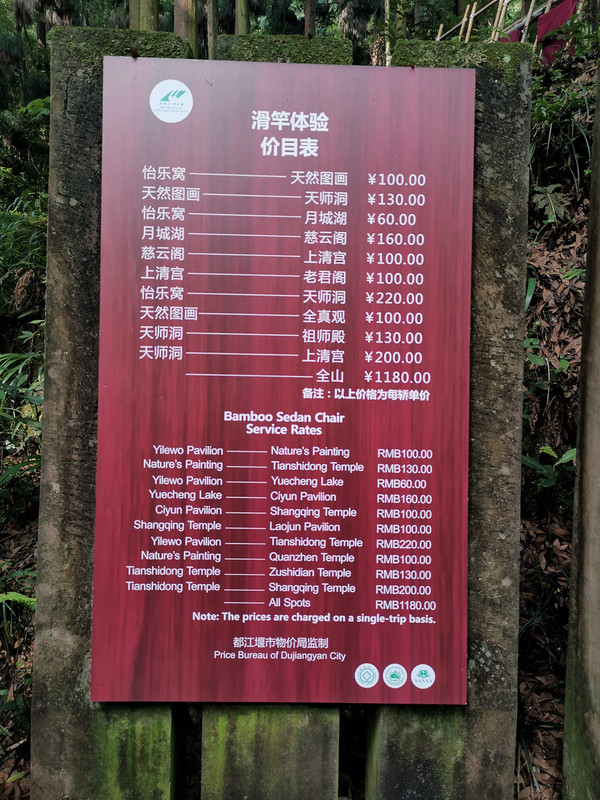 滑竿体验
价目表
怡乐窝 天然图画 ¥100.00
天然图画 天师洞 ¥130.00
怡乐窝 月城湖 ¥60.00
月城湖 慈云阁 ¥160.00
慈云阁 上清宫 ¥100.00
上清宫 老君阁 ¥100.00
怡乐窝 天师洞 ¥220.00
天然图画 全真观 ¥100.00
天师洞 祖师殿 ¥130.00
天师洞 上清宫 ¥200.00
全山 ¥1180.00
备注：以上价格为每轿单价
Bamboo Sedan Chair
Service Rates
Yilewo Pavilion Nature's Painting RMB100.00
Nature's Painting Tianshidong Temple RMB130.00
Yilewo Pavilion Yuecheng Lake RMB60.00
Yuecheng Lake Ciyun Pavilion RMB160.00
Ciyun Pavilion Shangqing Temple RMB100.00
Shangqing Temple Laojun Pavilion RMB100.00
Yilewo Pavilion Tianshidong Temple RMB220.00
Nature's Painting Quanzhen Temple RMB100.00
Tianshidong Temple Zushidian Temple RMB130.00
Tianshidong Temple Shangqing Temple RMB200.00
All Spots RMB1180.00
Note: The prices are charged on a single-trip basis.
都江堰市物价局监制
Price Bureau of Dujiangyan City